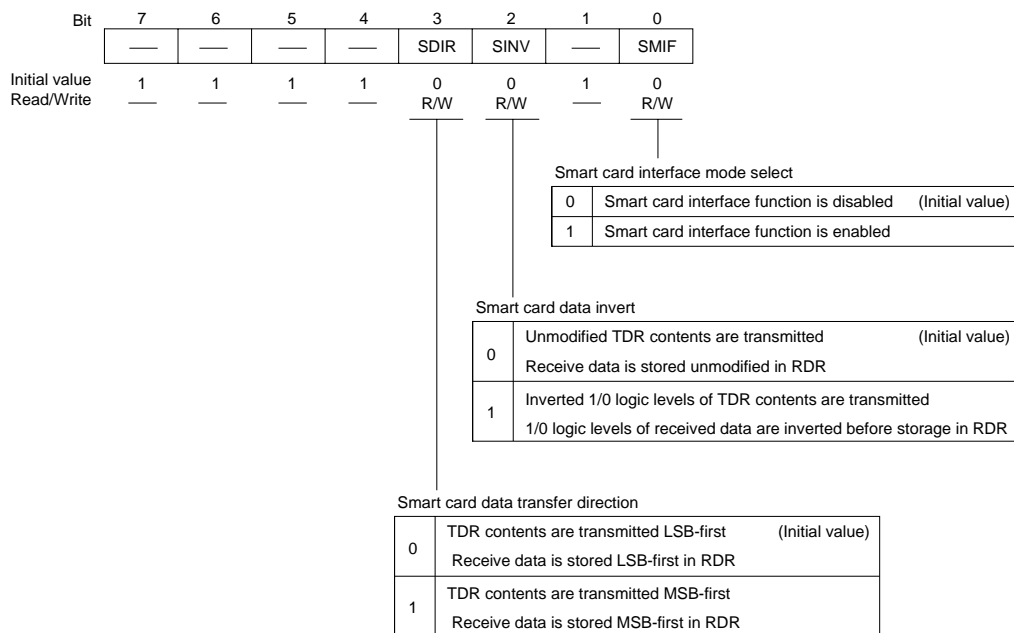 Bit 7 6 5 4 3 2 1 0
— — — — SDIR SINV — SMIF
Initial value 1 1 1 1 0 0 1 0
Read/Write — — — — R/W R/W — R/W
Smart card interface mode select
0 Smart card interface function is disabled (Initial value)
1 Smart card interface function is enabled
Smart card data invert
0 Unmodified TDR contents are transmitted (Initial value)
Receive data is stored unmodified in RDR
1 Inverted 1/0 logic levels of TDR contents are transmitted
1/0 logic levels of received data are inverted before storage in RDR
Smart card data transfer direction
0 TDR contents are transmitted LSB-first (Initial value)
Receive data is stored LSB-first in RDR
1 TDR contents are transmitted MSB-first
Receive data is stored MSB-first in RDR